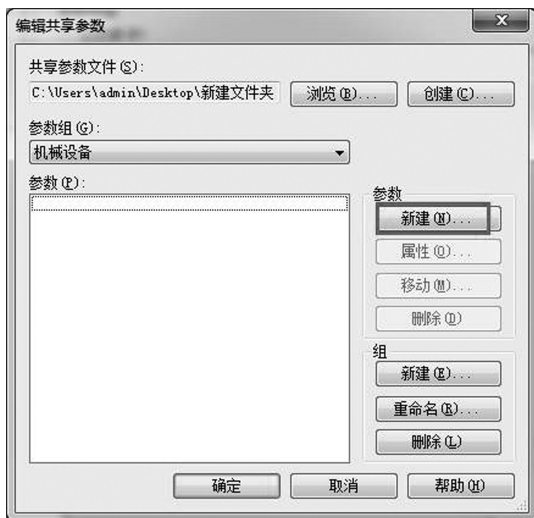 编辑共享参数
共享参数文件(S):
C:\Users\admin\Desktop\新建文件夹
浏览(B)...
创建(C)...
参数组(G):
机械设备
参数(P):
参数
新建(N)...
属性(O)...
移动(M)...
删除(D)
组
新建(E)...
重命名(R)...
删除(L)
确定
取消
帮助(H)